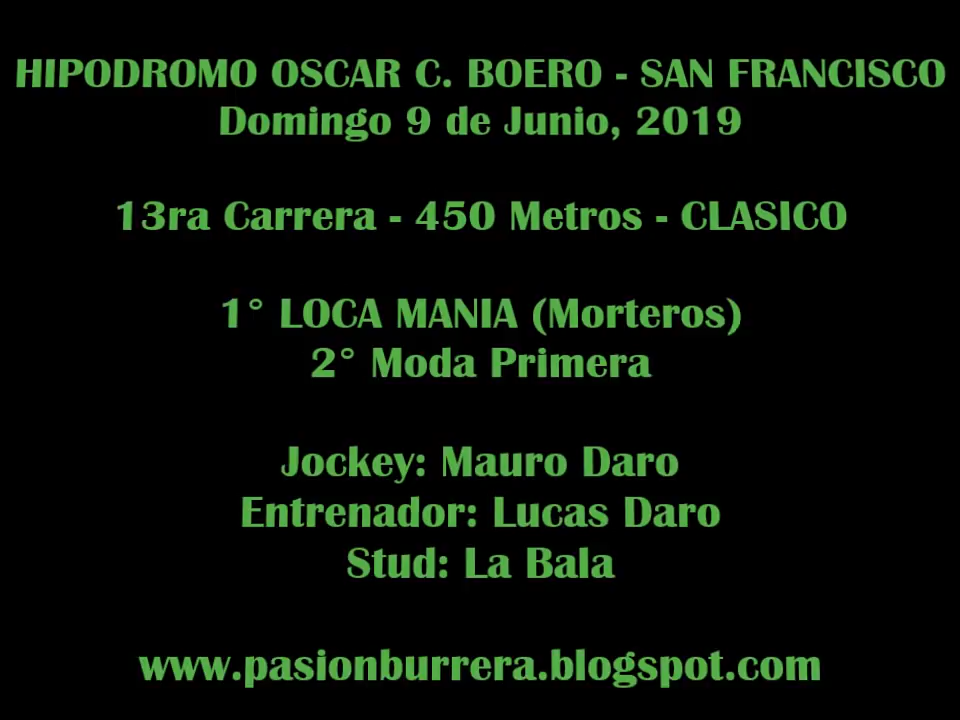 HIPODROMO OSCAR C. BOERO - SAN FRANCISCO
Domingo 9 de Junio, 2019
13ra Carrera - 450 Metros - CLASICO
1° LOCA MANIA (Morteros)
2° Moda Primera
Jockey: Mauro Daro
Entrenador: Lucas Daro
Stud: La Bala
www.pasionburrera.blogspot.com